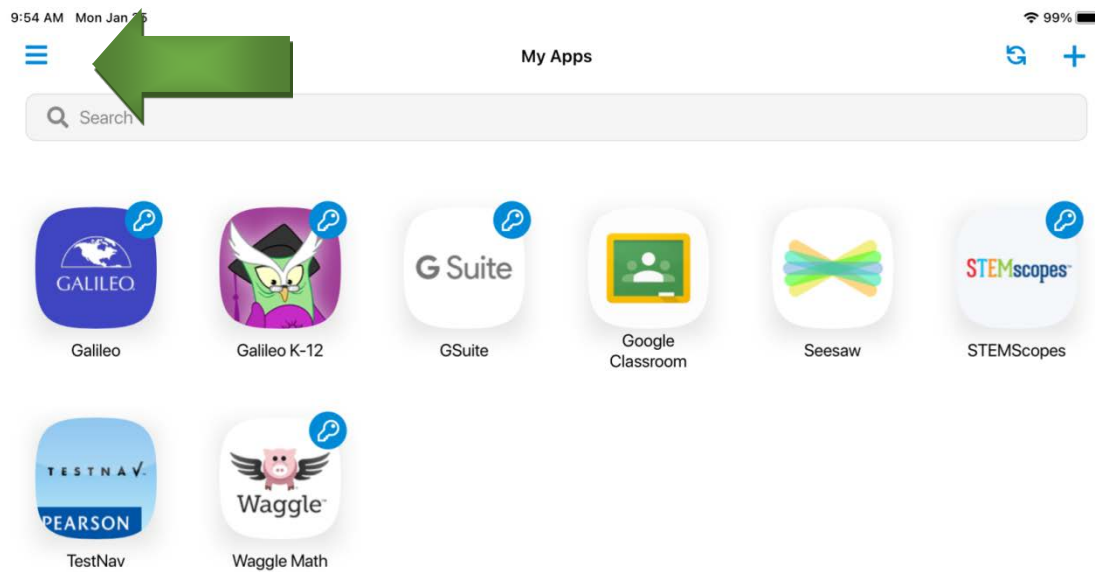 9:54 AM Mon Jan 25
99%
My Apps
Search
GALILEO
G Suite
STEMscopes
Galileo
Galileo K-12
GSuite
Google
Classroom
Seesaw
STEMScopes
TESTNAV
PEARSON
Waggle
TestNav
Waggle Math